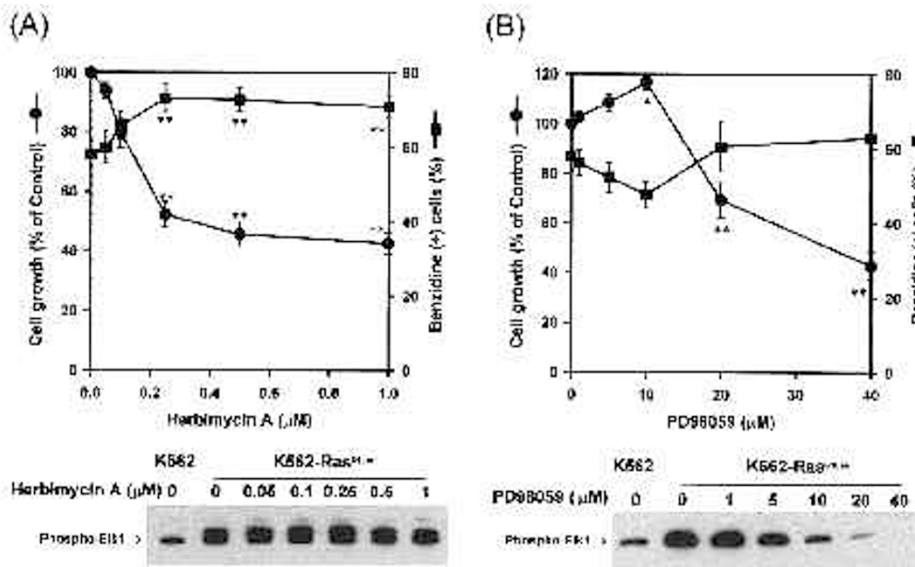 (A)
(B)
Cell growth (% of Control)
100
80
60
40
20
0
80
60
40
20
0
Benzidine (+) cells (%)
0.0 0.2 0.4 0.6 0.8 1.0
Herbimycin A (μM)
Cell growth (% of Control)
120
100
80
60
40
20
0
80
60
40
20
0
0 10 20 30 40
PD98059 (μM)
K562 K562-Ras
Herbimycin A (μM) 0 0 0.05 0.1 0.25 0.5 1
Phospho-Elk1
K562 K562-Ras
PD98059 (μM) 0 0 1 5 10 20 40
Phospho-Elk1